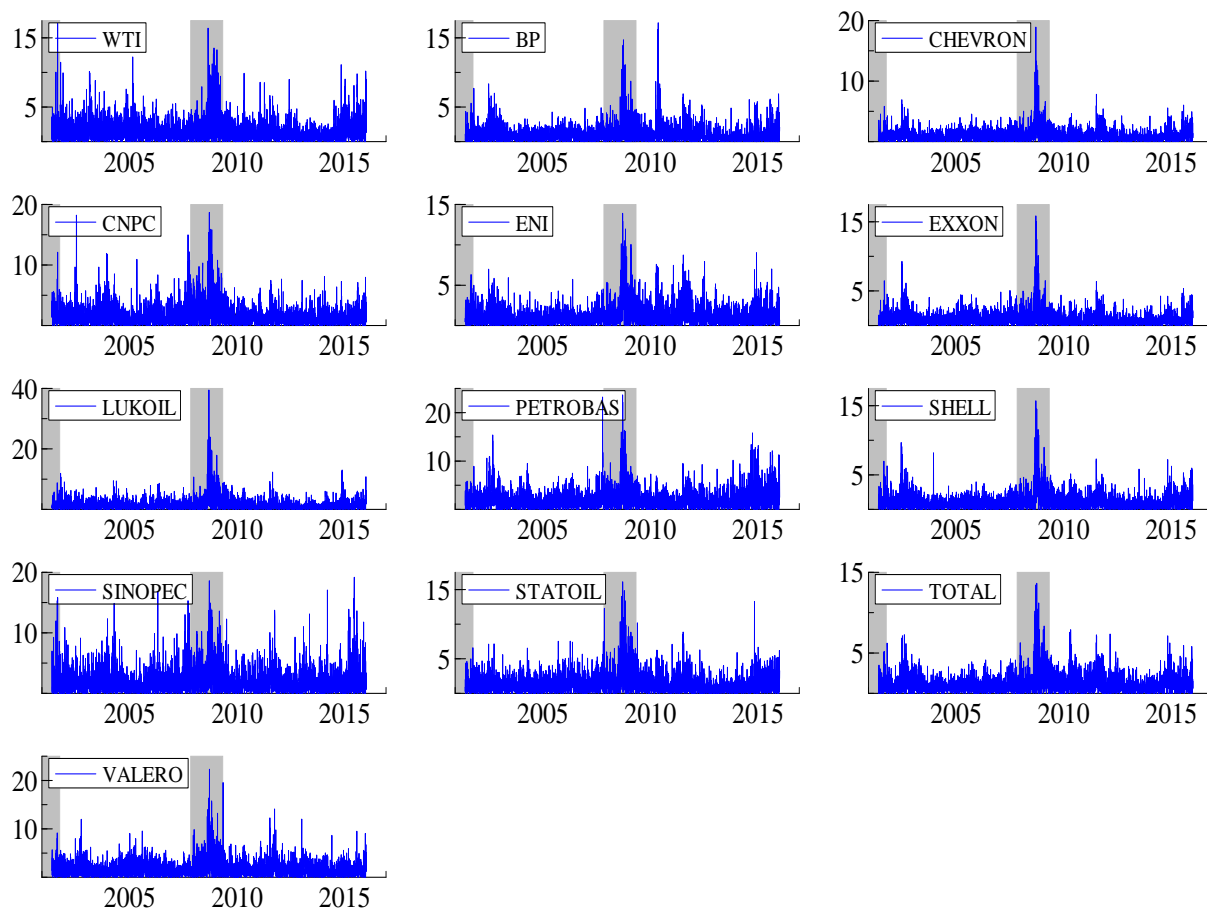 15 WTI
5
2005 2010 2015
15 BP
5
2005 2010 2015
20 CHEVRON
10
2005 2010 2015
20 CNPC
10
2005 2010 2015
15 ENI
10
5
2005 2010 2015
15 EXXON
5
2005 2010 2015
40 LUKOIL
20
2005 2010 2015
20 PETROBAS
10
2005 2010 2015
15 SHELL
5
2005 2010 2015
20 SINOPEC
10
2005 2010 2015
15 STATOIL
5
2005 2010 2015
15 TOTAL
5
2005 2010 2015
20 VALERO
10
2005 2010 2015